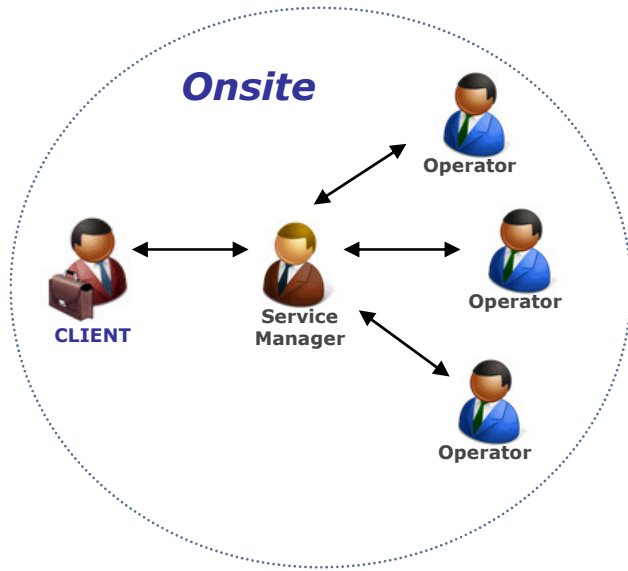 Onsite
Operator
CLIENT
Service
Manager
Operator
Operator